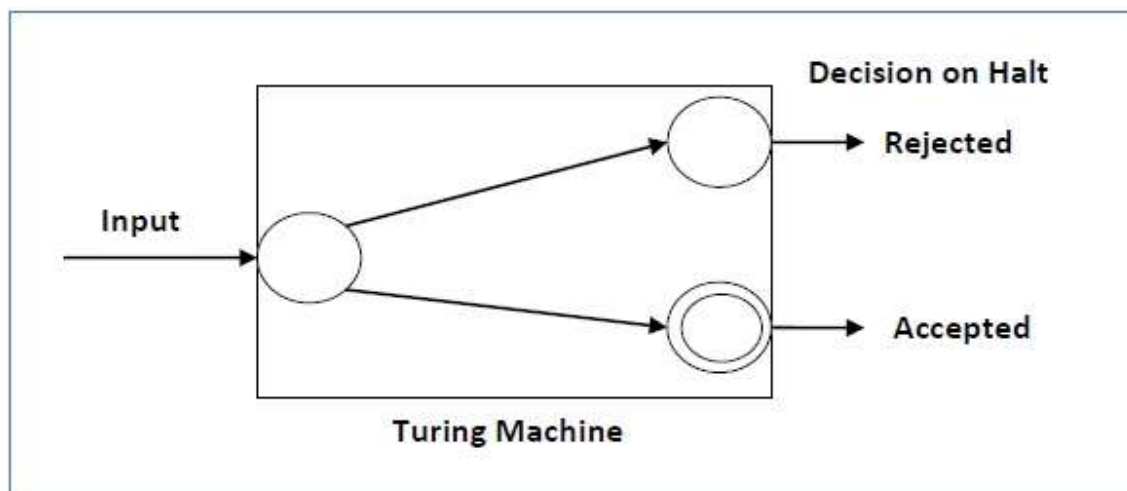 Decision on Halt
Rejected
Input
Accepted
Turing Machine